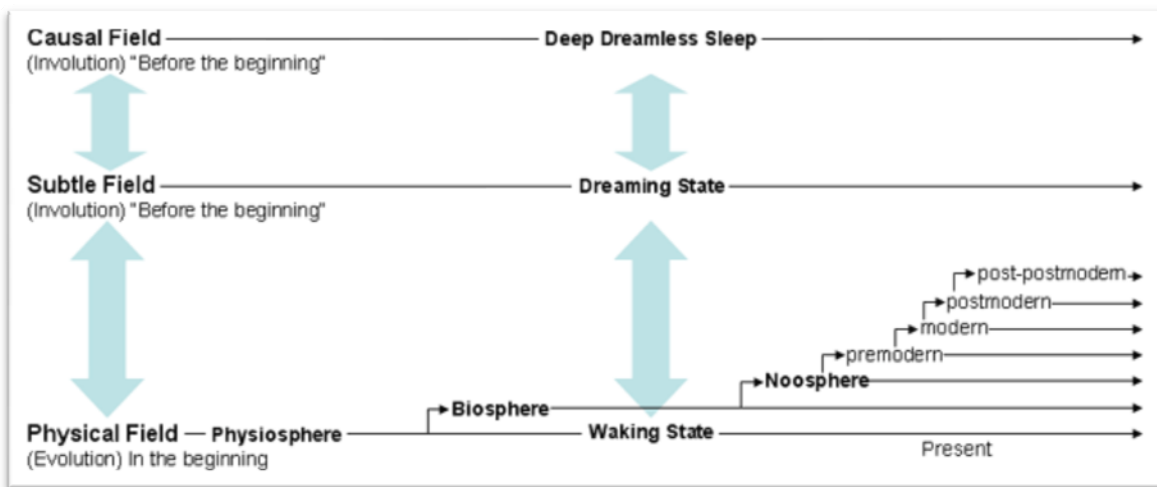 Causal Field
Deep Dreamless Sleep
(Involution) "Before the beginning"
Subtle Field
Dreaming State
(Involution) "Before the beginning"
post-postmodern
postmodern
modern
premodern
Noosphere
Biosphere
Physical Field
Physiosphere
Waking State
(Evolution) In the beginning
Present